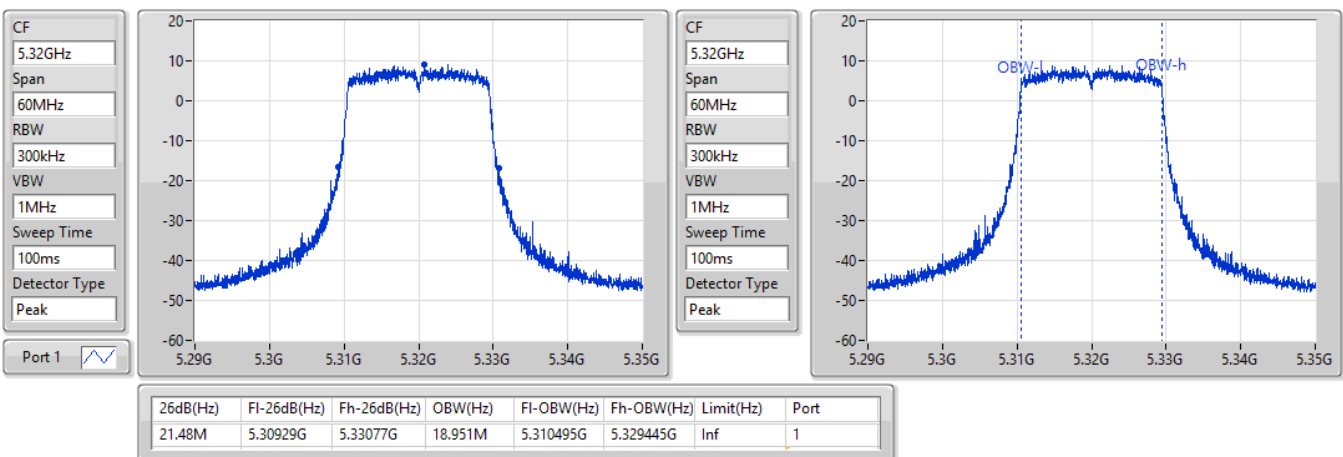 CF
5.32GHz
Span
60MHz
RBW
300kHz
VBW
1MHz
Sweep Time
100ms
Detector Type
Peak
Port 1
20
10
0
-10
-20
-30
-40
-50
-60
5.29G 5.3G 5.31G 5.32G 5.33G 5.34G 5.35G
CF
5.32GHz
Span
60MHz
RBW
300kHz
VBW
1MHz
Sweep Time
100ms
Detector Type
Peak
20
10
0
-10
-20
-30
-40
-50
-60
OBW-l OBW-h
5.29G 5.3G 5.31G 5.32G 5.33G 5.34G 5.35G
26dB(Hz) Fl-26dB(Hz) Fh-26dB(Hz) OBW(Hz) Fl-OBW(Hz) Fh-OBW(Hz) Limit(Hz) Port
21.48M 5.30929G 5.33077G 18.951M 5.310495G 5.329445G Inf 1